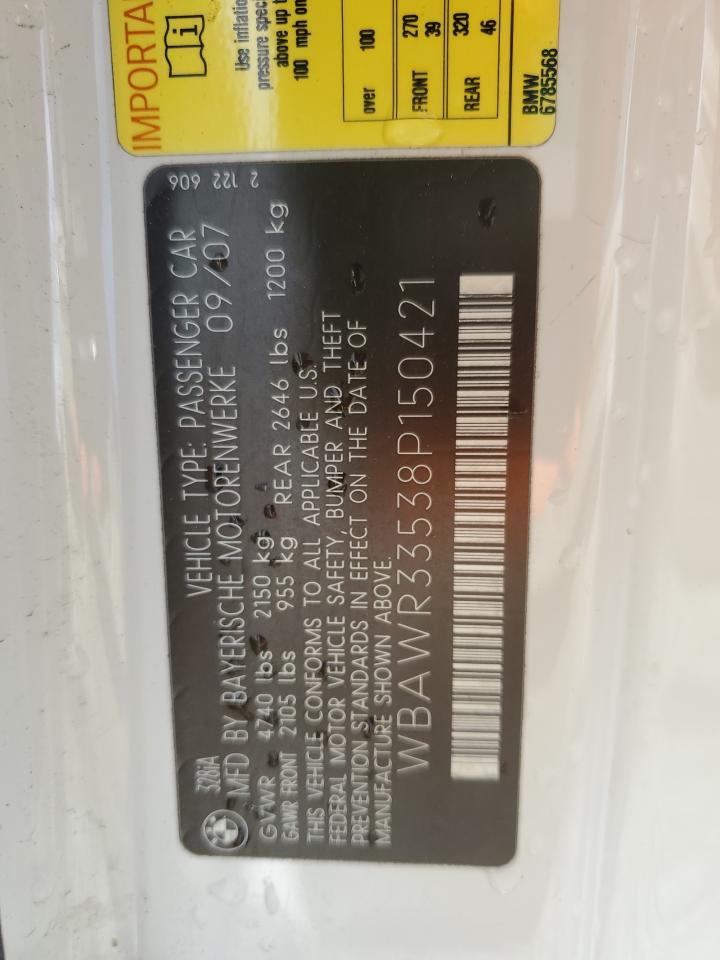 IMPORTA
Use inflation
pressure spec
above up t
100 mph on
over 100
FRONT 270 39
REAR 320 46
BMW
6785568
2 122 606
328iA VEHICLE TYPE: PASSENGER CAR
MFD BY BAYERISCHE MOTORENWERKE 09/07
GVWR 4740 lbs 2150 kg
GAWR FRONT 2105 lbs 955 kg REAR 2646 lbs 1200 kg
THIS VEHICLE CONFORMS TO ALL APPLICABLE U.S.
FEDERAL MOTOR VEHICLE SAFETY, BUMPER AND THEFT
PREVENTION STANDARDS IN EFFECT ON THE DATE OF
MANUFACTURE SHOWN ABOVE.
WBAWR33538P150421